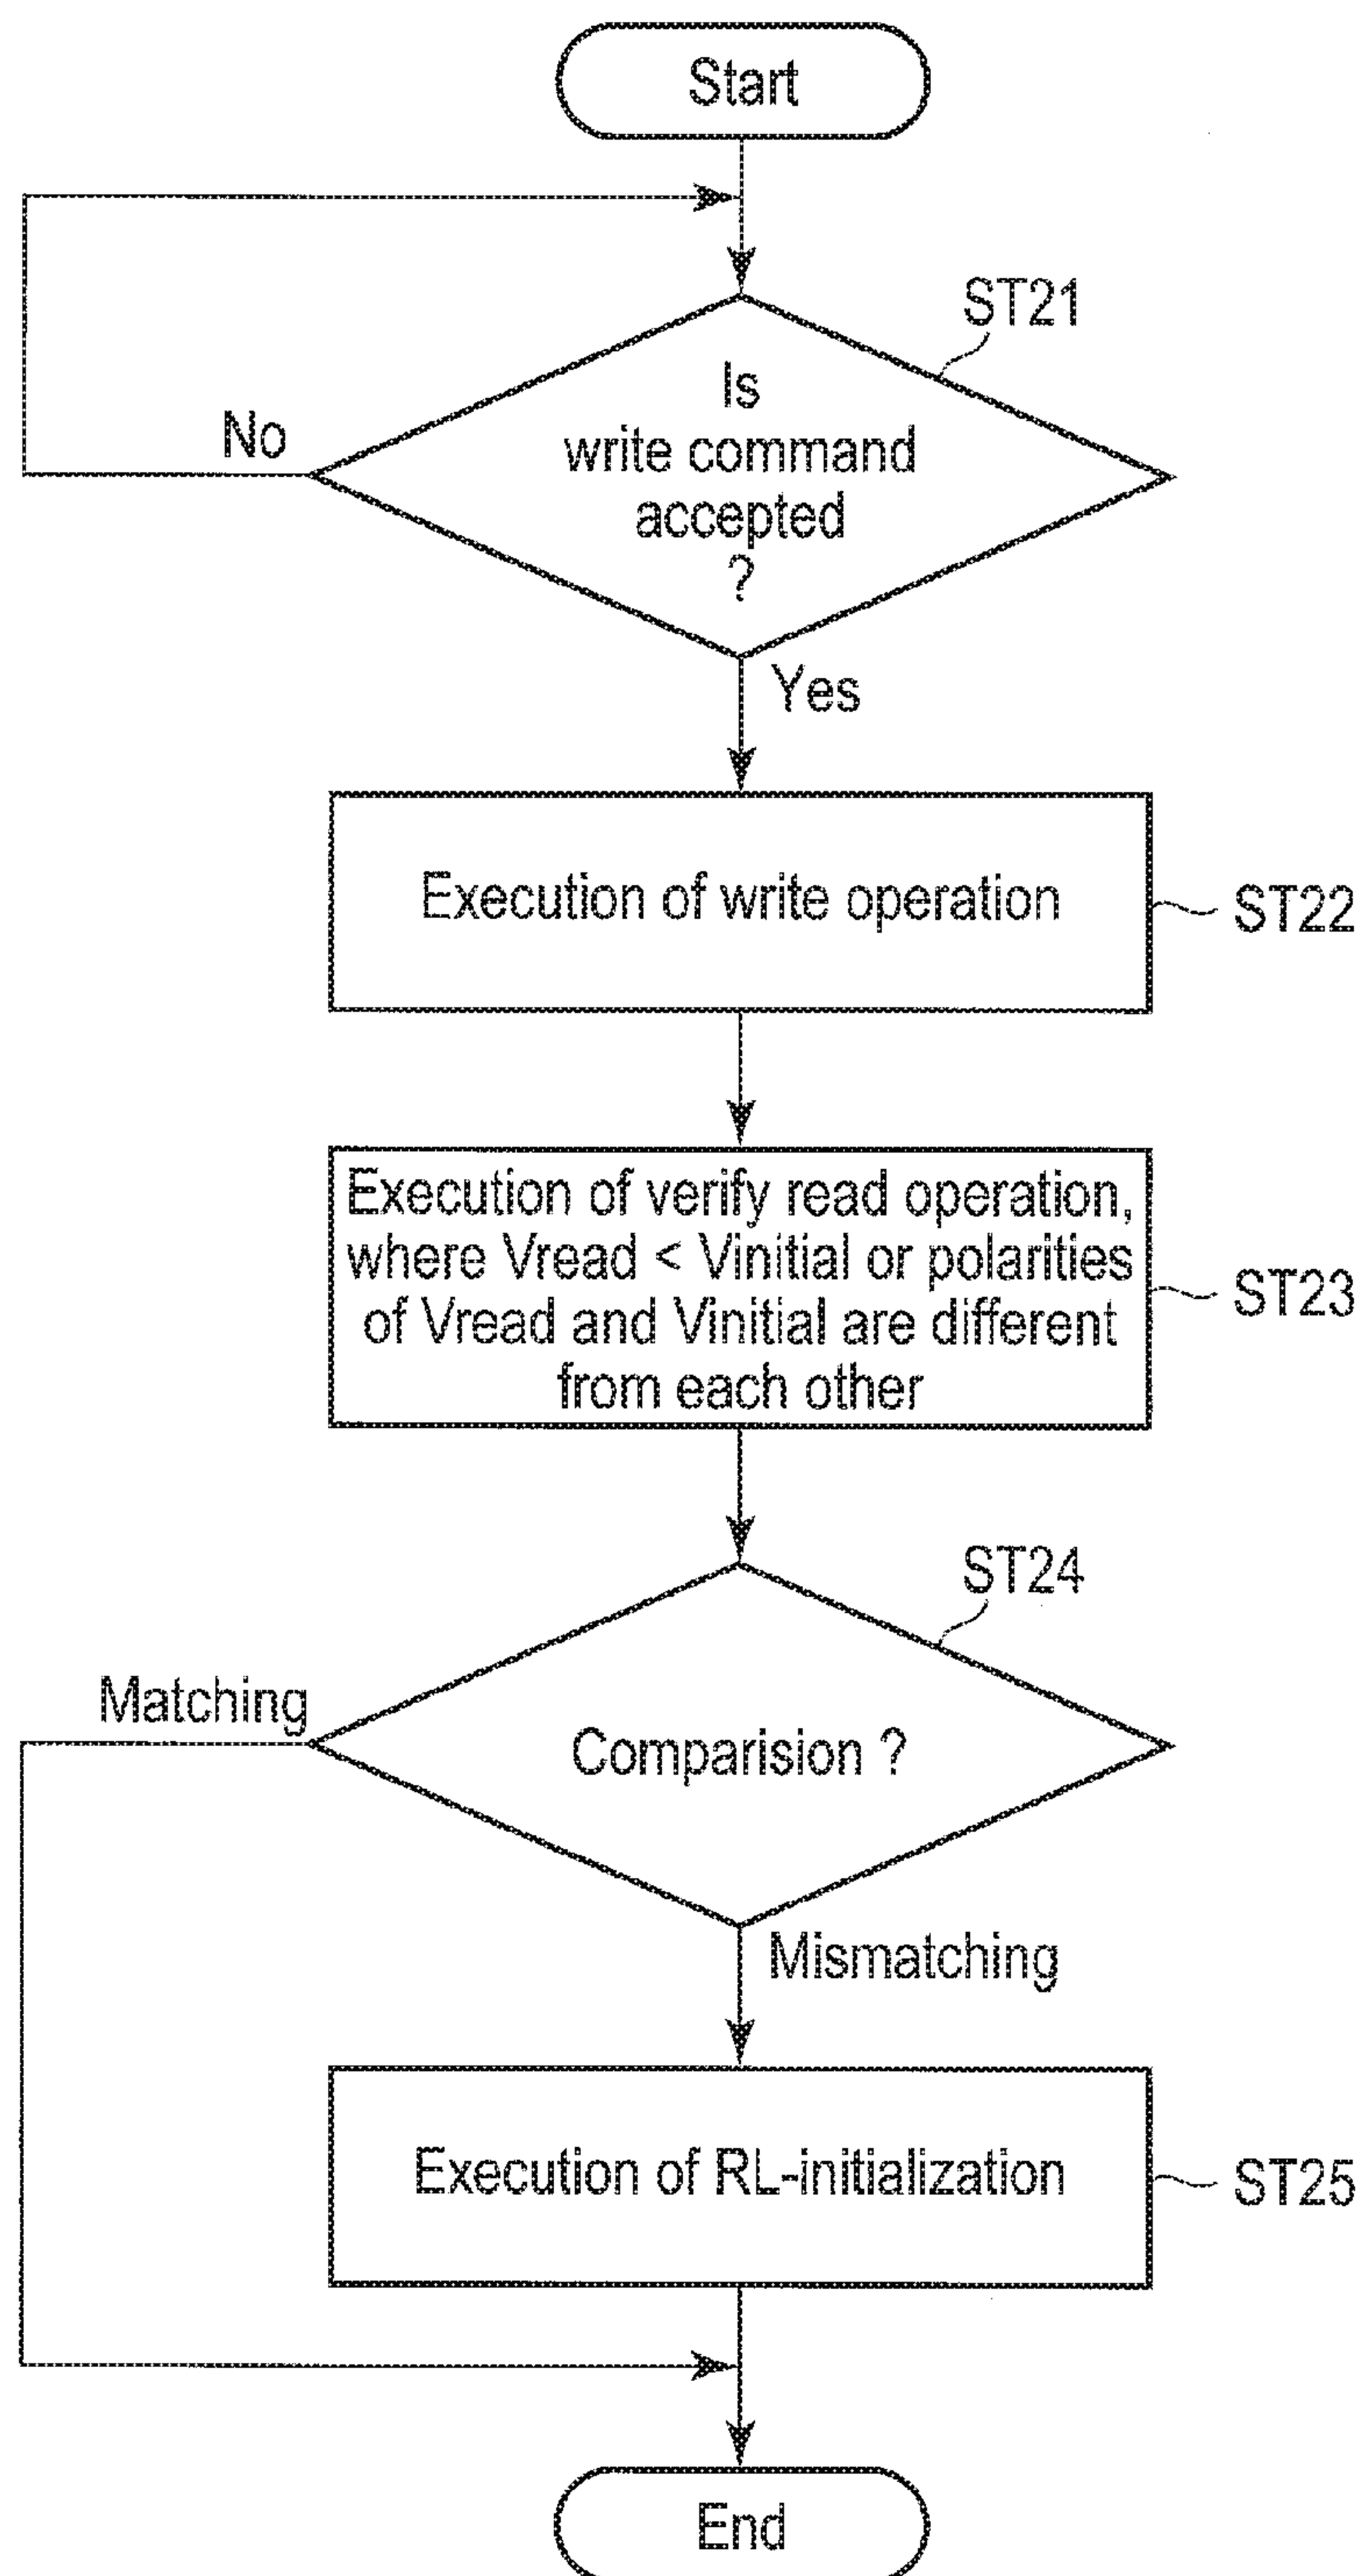 Start
ST21
Is
write command
accepted
?
No
Yes
Execution of write operation
ST22
Execution of verify read operation,
where Vread < Vinitial or polarities
of Vread and Vinitial are different
from each other
ST23
ST24
Matching
Comparision ?
Mismatching
Execution of RL-initialization
ST25
End